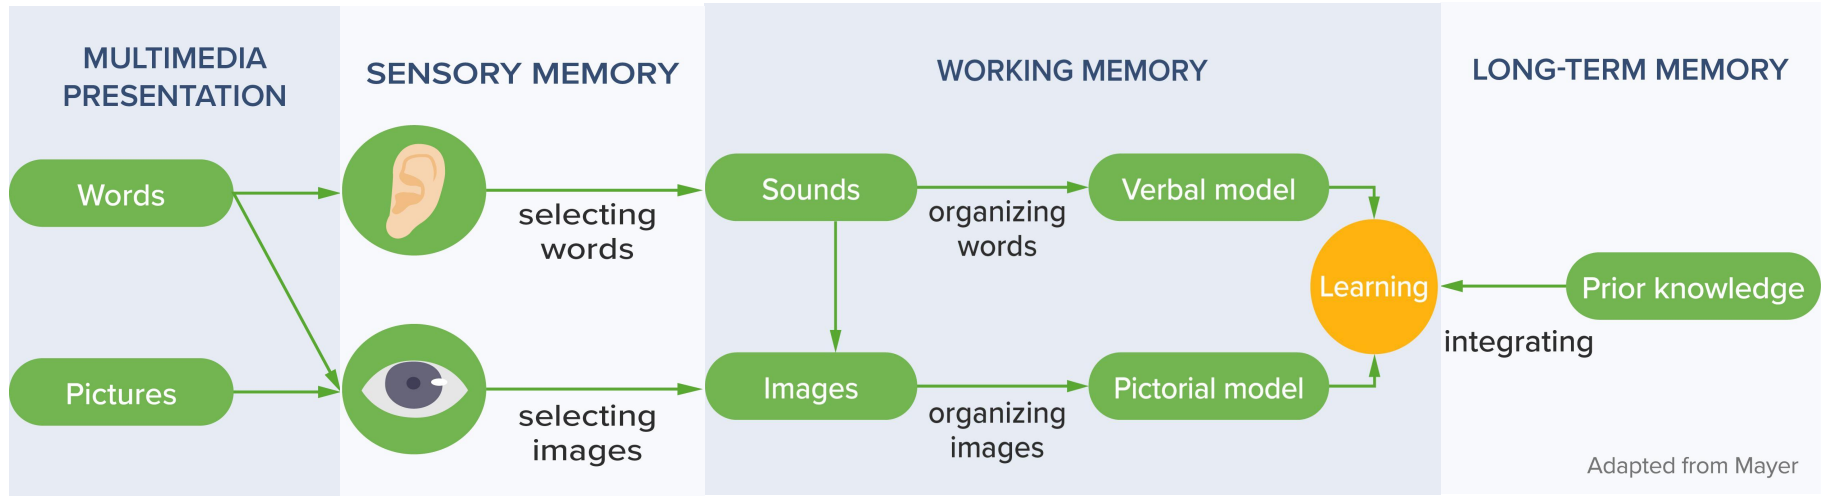 MULTIMEDIA
PRESENTATION
SENSORY MEMORY
WORKING MEMORY
LONG-TERM MEMORY
Words
selecting
words
Sounds
organizing
words
Verbal model
Learning
Prior knowledge
integrating
Pictures
selecting
images
Images
organizing
images
Pictorial model
Adapted from Mayer